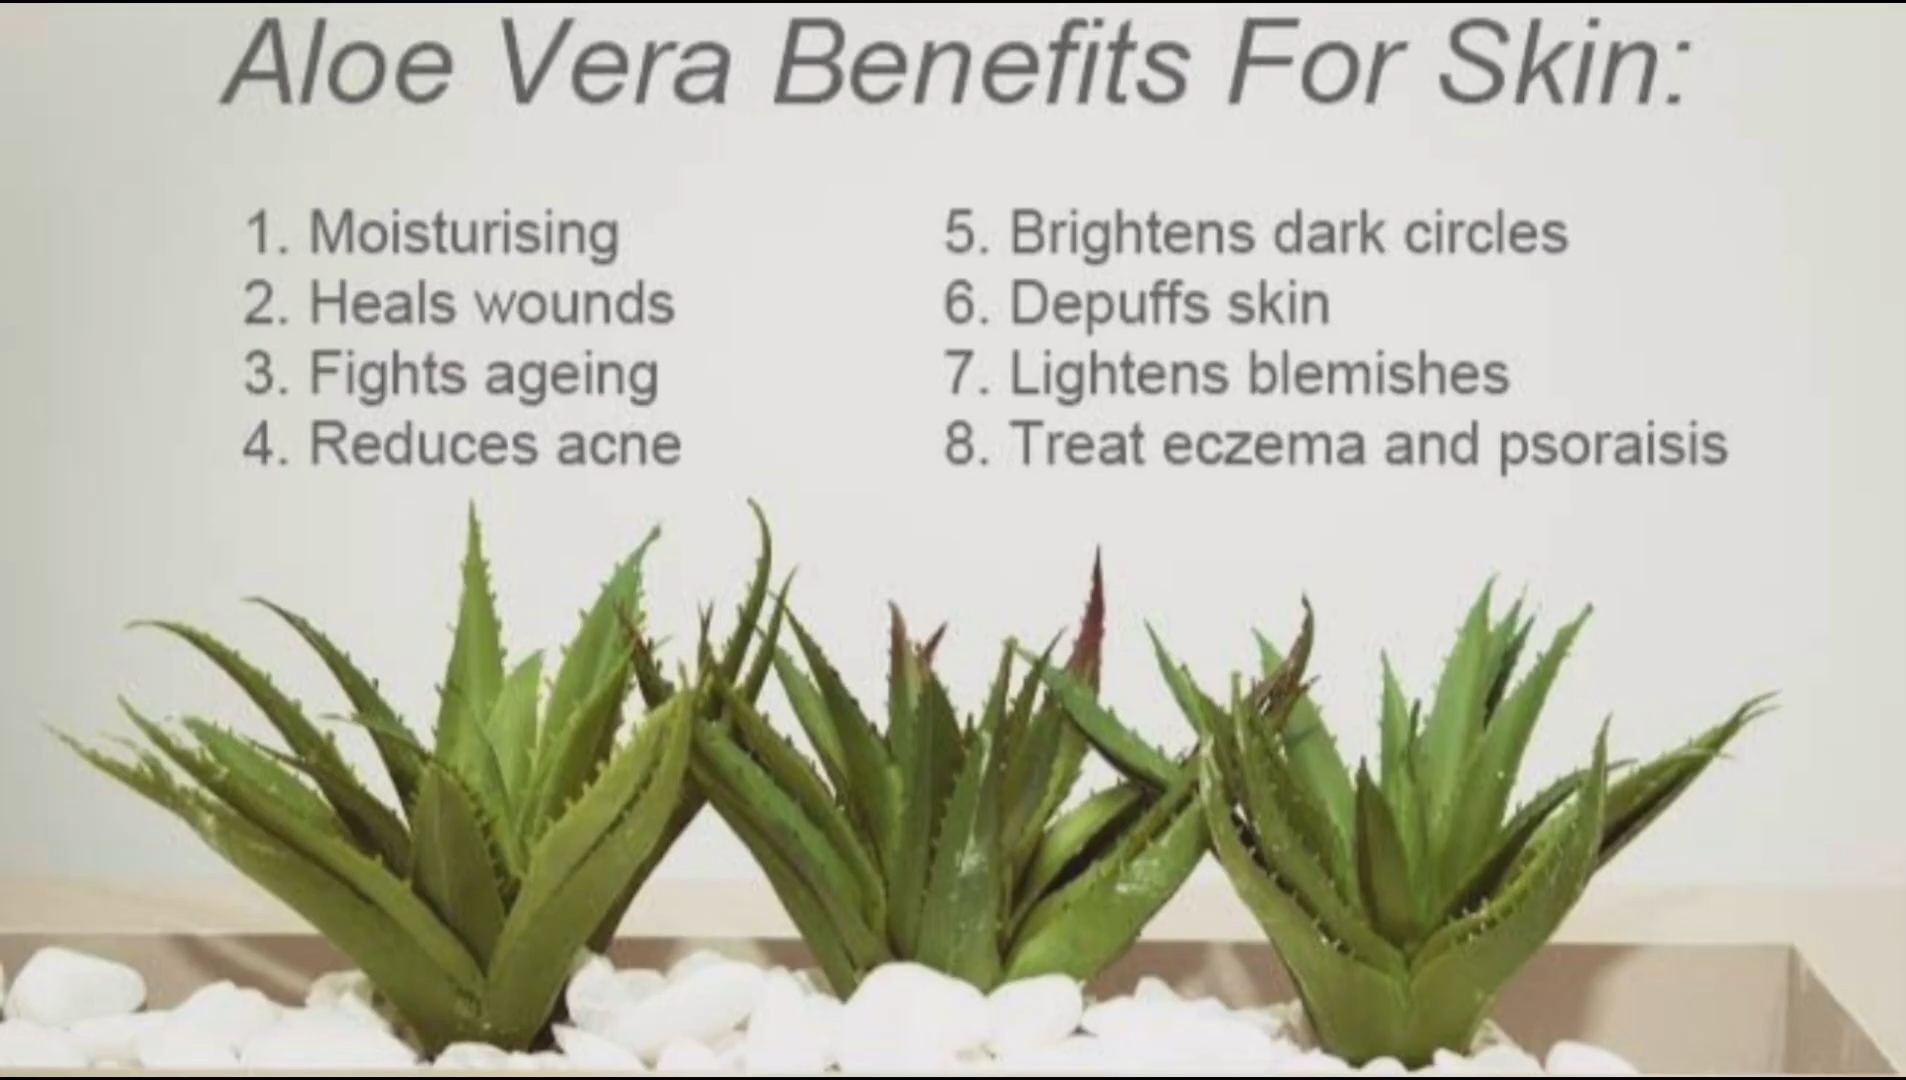 Aloe Vera Benefits For Skin:
1. Moisturising
2. Heals wounds
3. Fights ageing
4. Reduces acne
5. Brightens dark circles
6. Depuffs skin
7. Lightens blemishes
8. Treat eczema and psoraisis